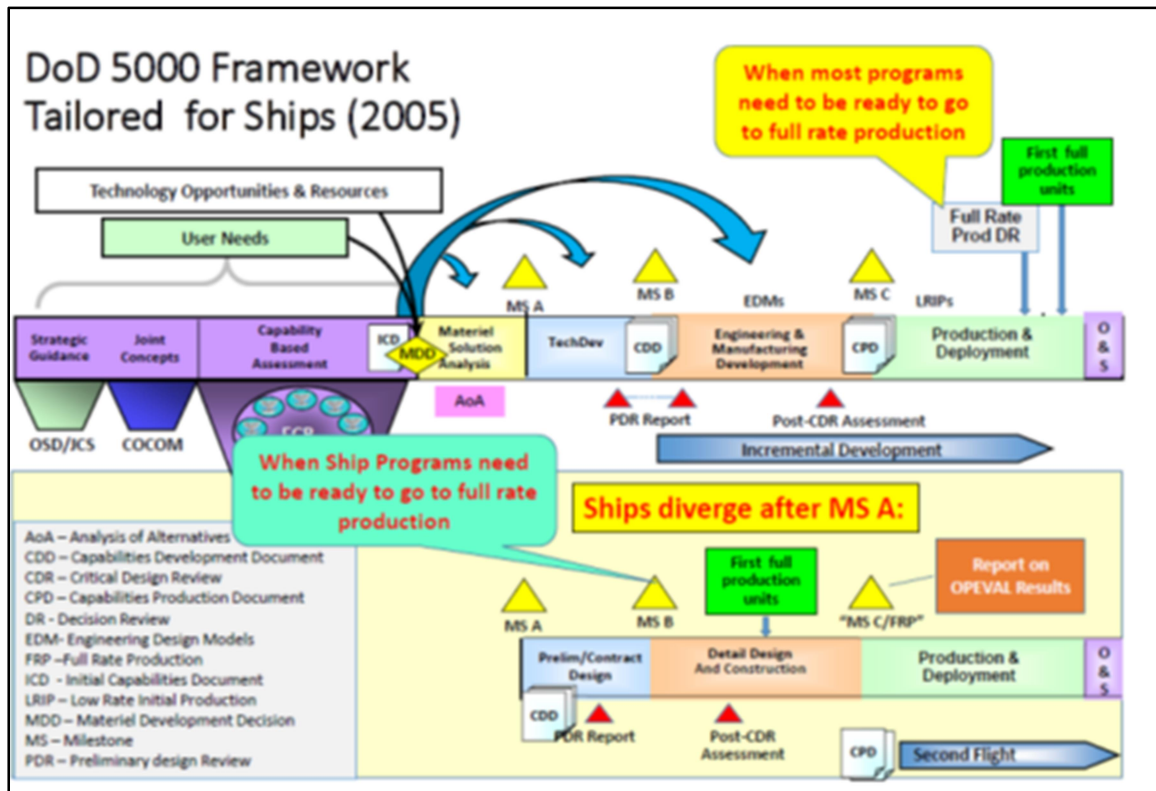 DoD 5000 Framework
Tailored for Ships (2005)
When most programs
need to be ready to go
to full rate production
First full
production
units
Technology Opportunities & Resources
User Needs
Full Rate
Prod DR
MS A
MS B
EDMs
MS C
LRIPs
Strategic
Guidance
Joint
Concepts
Capability
Based
Assessment
ICD
MDD
Materiel
Solution
Analysis
TechDev
CDD
Engineering &
Manufacturing
Development
CPD
Production &
Deployment
O
&
S
AoA
PDR Report
Post-CDR Assessment
OSD/JCS
COCOM
Incremental Development
When Ship Programs need
to be ready to go to full rate
production
Ships diverge after MS A:
AoA – Analysis of Alternatives
CDD – Capabilities Development Document
CDR – Critical Design Review
CPD – Capabilities Production Document
DR - Decision Review
EDM- Engineering Design Models
FRP –Full Rate Production
ICD - Initial Capabilities Document
LRIP – Low Rate Initial Production
MDD – Materiel Development Decision
MS – Milestone
PDR – Preliminary design Review
First full
production
units
Report on
OPEVAL Results
MS A
MS B
"MS C/FRP"
Prelim/Contract
Design
Detail Design
And Construction
Production &
Deployment
O
&
S
CDD
PDR Report
Post-CDR
Assessment
CPD
Second Flight